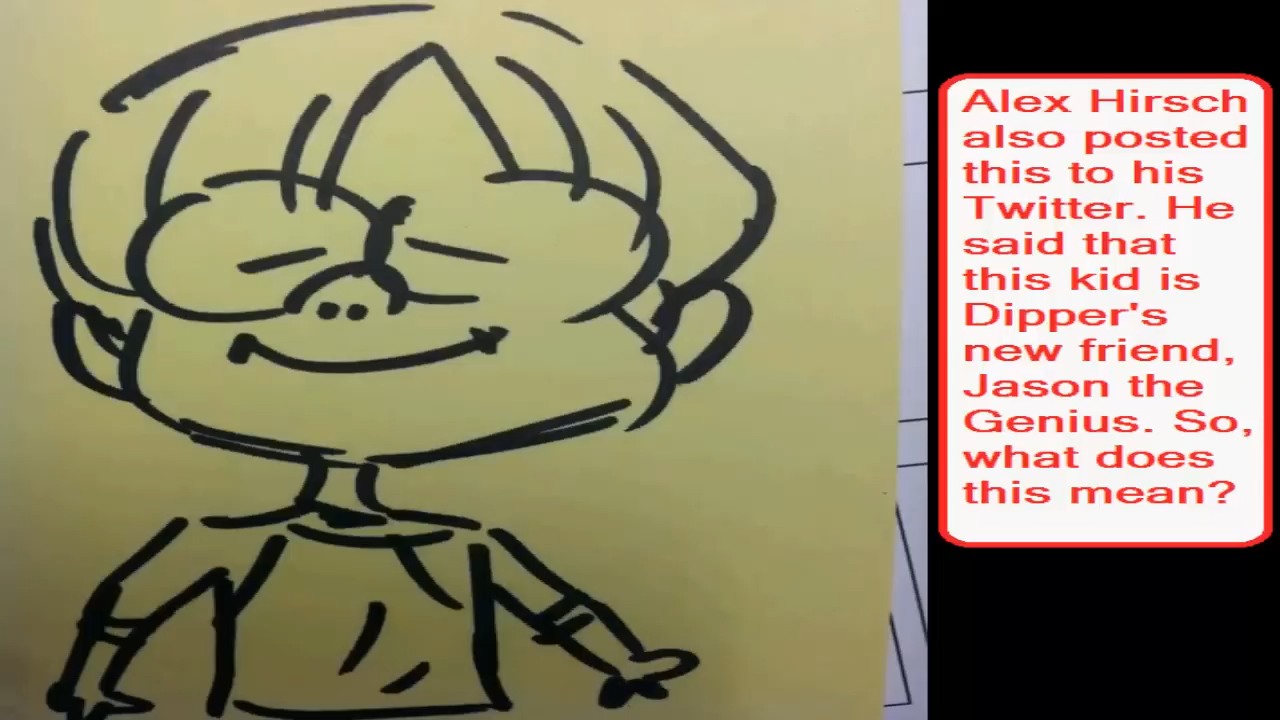 Alex Hirsch
also posted
this to his
Twitter. He
said that
this kid is
Dipper's
new friend,
Jason the
Genius. So,
what does
this mean?